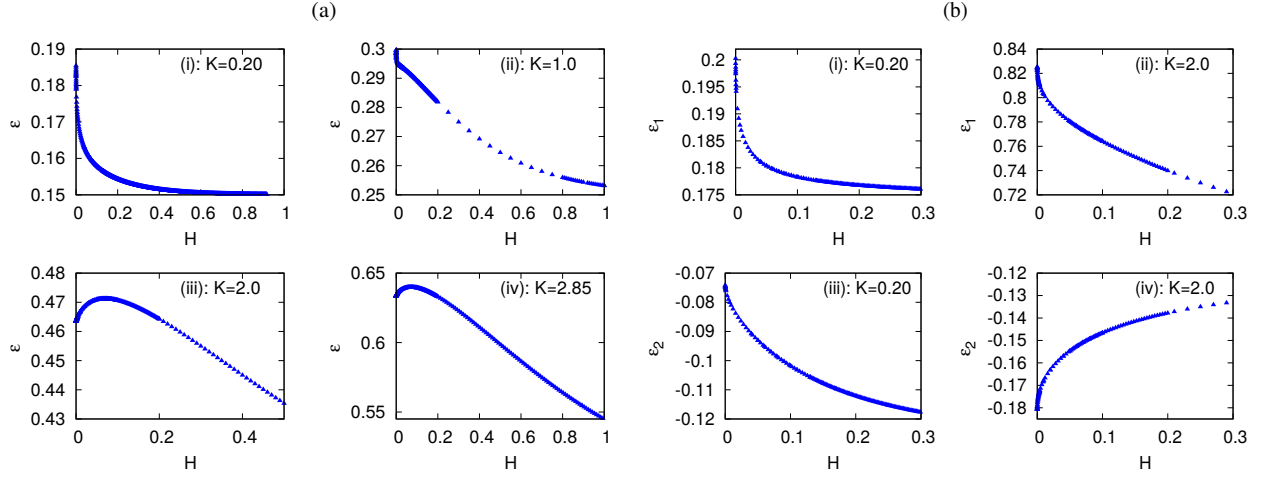 (a)
(b)
(i): K=0.20
ε
0.19
0.18
0.17
0.16
0.15
0 0.2 0.4 0.6 0.8 1
H
(ii): K=1.0
ε
0.3
0.29
0.28
0.27
0.26
0.25
0 0.2 0.4 0.6 0.8 1
H
(i): K=0.20
ε1
0.2
0.195
0.19
0.185
0.18
0.175
0 0.1 0.2 0.3
H
(ii): K=2.0
ε1
0.84
0.82
0.8
0.78
0.76
0.74
0.72
0 0.1 0.2 0.3
H
(iii): K=2.0
ε
0.48
0.47
0.46
0.45
0.44
0.43
0 0.2 0.4
H
(iv): K=2.85
ε
0.65
0.6
0.55
0 0.2 0.4 0.6 0.8 1
H
(iii): K=0.20
ε2
-0.07
-0.08
-0.09
-0.1
-0.11
-0.12
0 0.1 0.2 0.3
H
(iv): K=2.0
ε2
-0.12
-0.13
-0.14
-0.15
-0.16
-0.17
-0.18
0 0.1 0.2 0.3
H